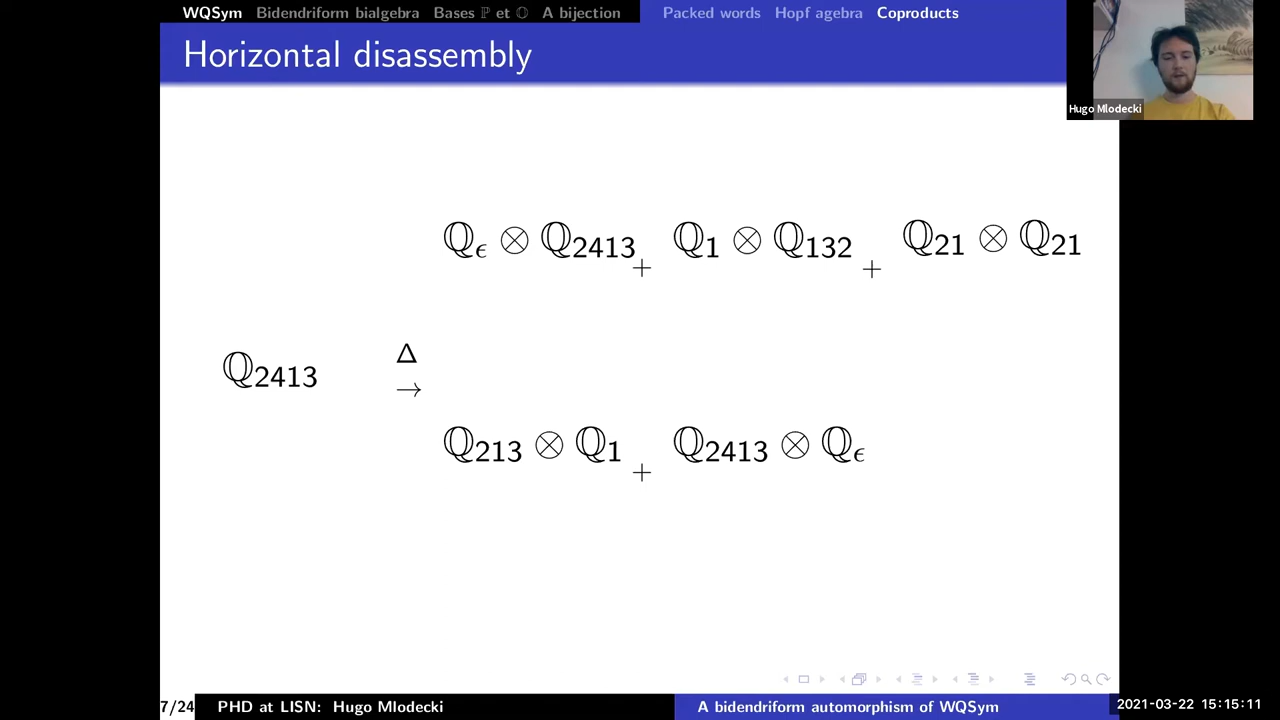 WQSym Bidendriform bialgebra Bases ℙ et 𝕆 A bijection Packed words Hopf agebra Coproducts
Horizontal disassembly
Hugo Mlodecki
ℚ_ϵ ⊗ ℚ_2413 + ℚ_1 ⊗ ℚ_132 + ℚ_21 ⊗ ℚ_21
ℚ_2413 Δ →
ℚ_213 ⊗ ℚ_1 + ℚ_2413 ⊗ ℚ_ϵ
7/24 PHD at LISN: Hugo Mlodecki A bidendriform automorphism of WQSym 2021-03-22 15:15:11